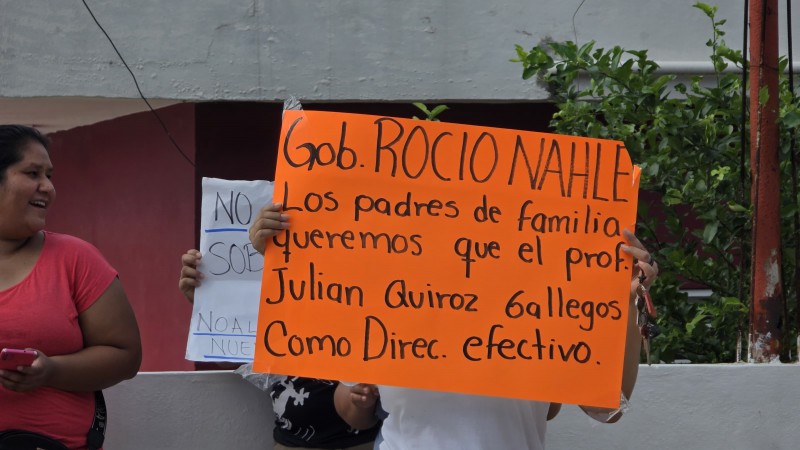 Gob. ROCIO NAHLE
Los padres de familia
queremos que el prof.
Julian Quiroz Gallegos
Como Direc. efectivo.
NO
SOB
NO AL
NUE